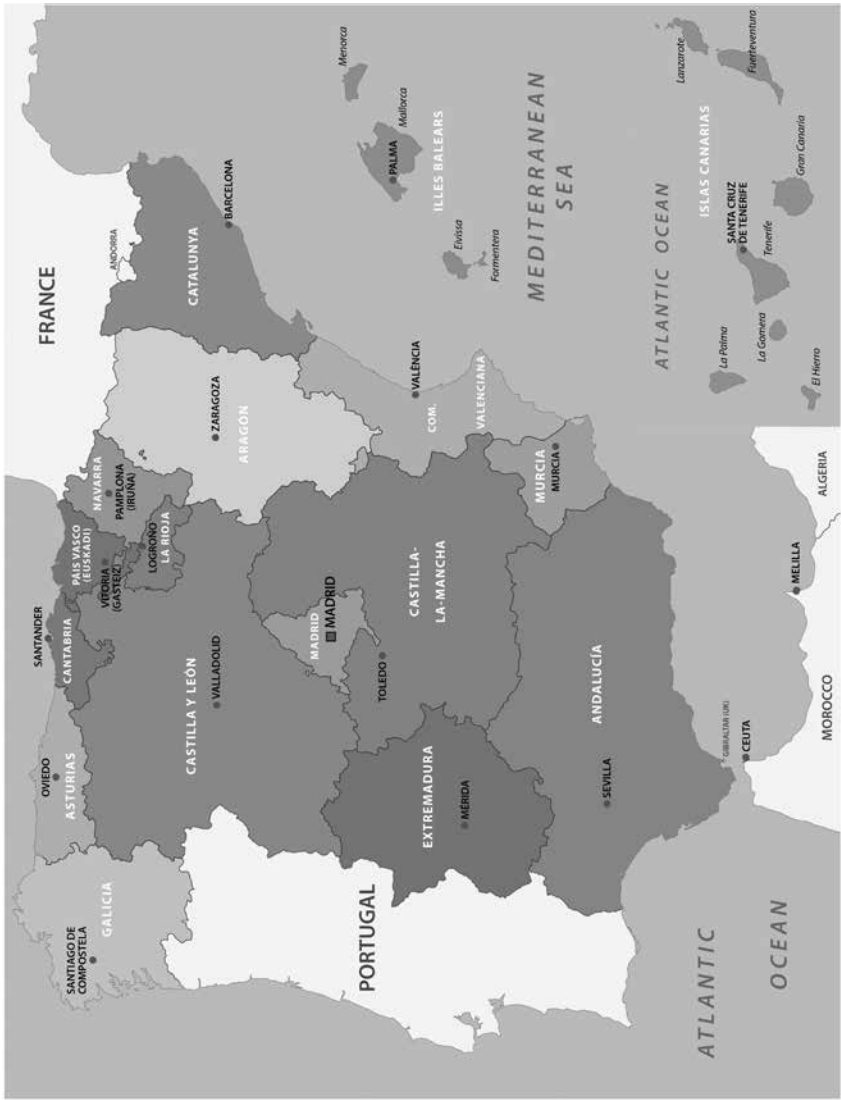 FRANCE
ANDORRA
SANTANDER
OVIEDO
ASTURIAS
CANTABRIA
PAIS VASCO
(EUSKADI)
VITORIA
(GASTEIZ)
NAVARRA
PAMPLONA
(IRUÑA)
LOGROÑO
LA RIOJA
SANTIAGO DE
COMPOSTELA
GALICIA
CASTILLA Y LEÓN
VALLADOLID
ZARAGOZA
ARAGÓN
CATALUNYA
BARCELONA
Menorca
Mallorca
PALMA
ILLES BALEARS
Eivissa
Formentera
MADRID
MADRID
PORTUGAL
TOLEDO
CASTILLA-
LA-MANCHA
VALÈNCIA
COM.
VALENCIANA
EXTREMADURA
MÉRIDA
MEDITERRANEAN
SEA
MURCIA
MURCIA
ANDALUCÍA
SEVILLA
GIBRALTAR (UK)
CEUTA
MELILLA
MOROCCO
ALGERIA
ATLANTIC
OCEAN
ATLANTIC OCEAN
ISLAS CANARIAS
Lanzarote
Fuerteventura
La Palma
SANTA CRUZ
DE TENERIFE
Tenerife
La Gomera
Gran Canaria
El Hierro